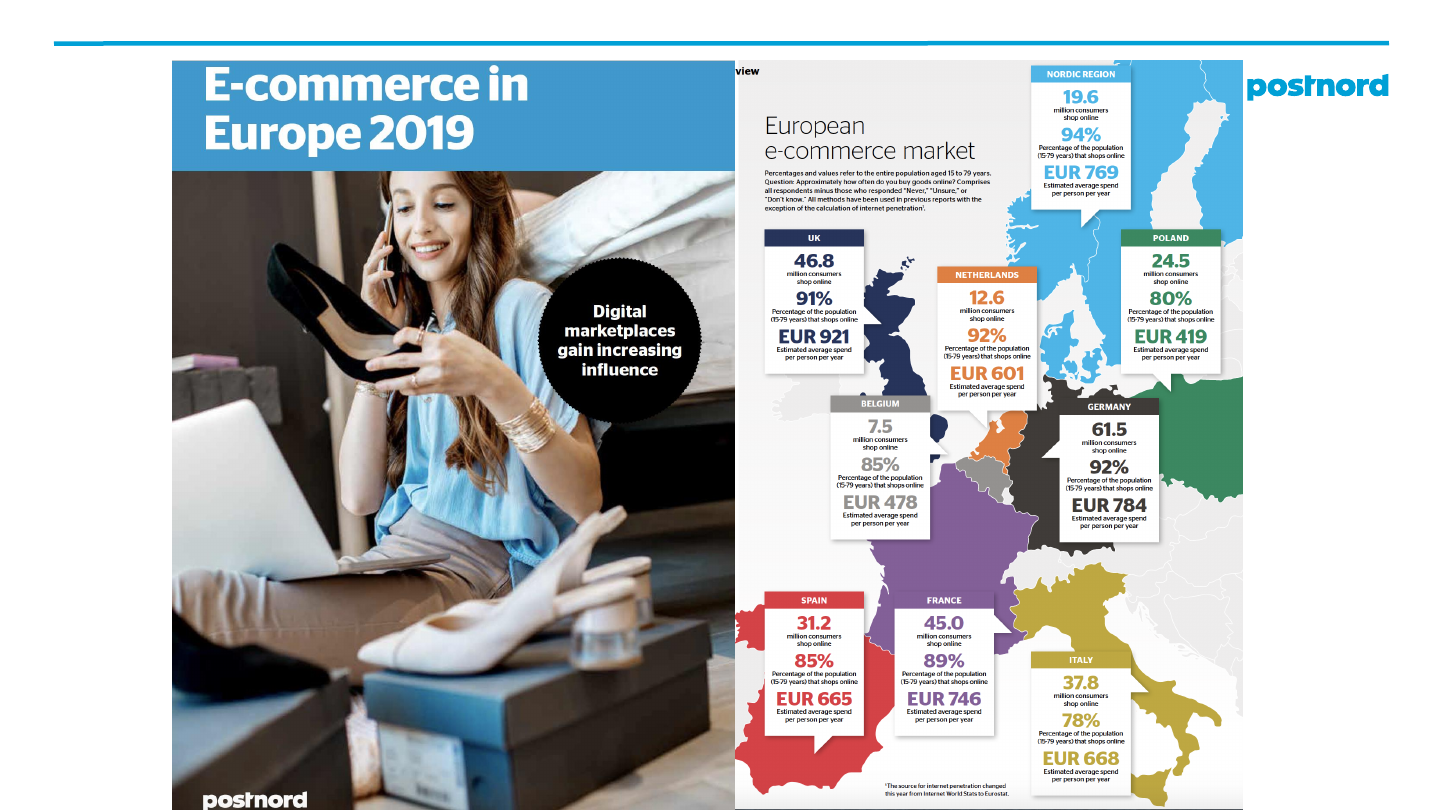 E-commerce in
Europe 2019
Digital
marketplaces
gain increasing
influence
postnord
view
European
e-commerce market
Percentages and values refer to the entire population aged 15 to 79 years.
Question: Approximately how often do you buy goods online? Comprises
all respondents minus those who responded “Never,” “Unsure,” or
“Don’t know.” All methods have been used in previous reports with the
exception of the calculation of internet penetration¹.
NORDIC REGION
19.6
million consumers
shop online
94%
Percentage of the population
(15-79 years) that shops online
EUR 769
Estimated average spend
per person per year
postnord
UK
46.8
million consumers
shop online
91%
Percentage of the population
(15-79 years) that shops online
EUR 921
Estimated average spend
per person per year
NETHERLANDS
12.6
million consumers
shop online
92%
Percentage of the population
(15-79 years) that shops online
EUR 601
Estimated average spend
per person per year
POLAND
24.5
million consumers
shop online
80%
Percentage of the population
(15-79 years) that shops online
EUR 419
Estimated average spend
per person per year
BELGIUM
7.5
million consumers
shop online
85%
Percentage of the population
(15-79 years) that shops online
EUR 478
Estimated average spend
per person per year
GERMANY
61.5
million consumers
shop online
92%
Percentage of the population
(15-79 years) that shops online
EUR 784
Estimated average spend
per person per year
SPAIN
31.2
million consumers
shop online
85%
Percentage of the population
(15-79 years) that shops online
EUR 665
Estimated average spend
per person per year
FRANCE
45.0
million consumers
shop online
89%
Percentage of the population
(15-79 years) that shops online
EUR 746
Estimated average spend
per person per year
ITALY
37.8
million consumers
shop online
78%
Percentage of the population
(15-79 years) that shops online
EUR 668
Estimated average spend
per person per year
¹The source for internet penetration changed
this year from Internet World Stats to Eurostat.